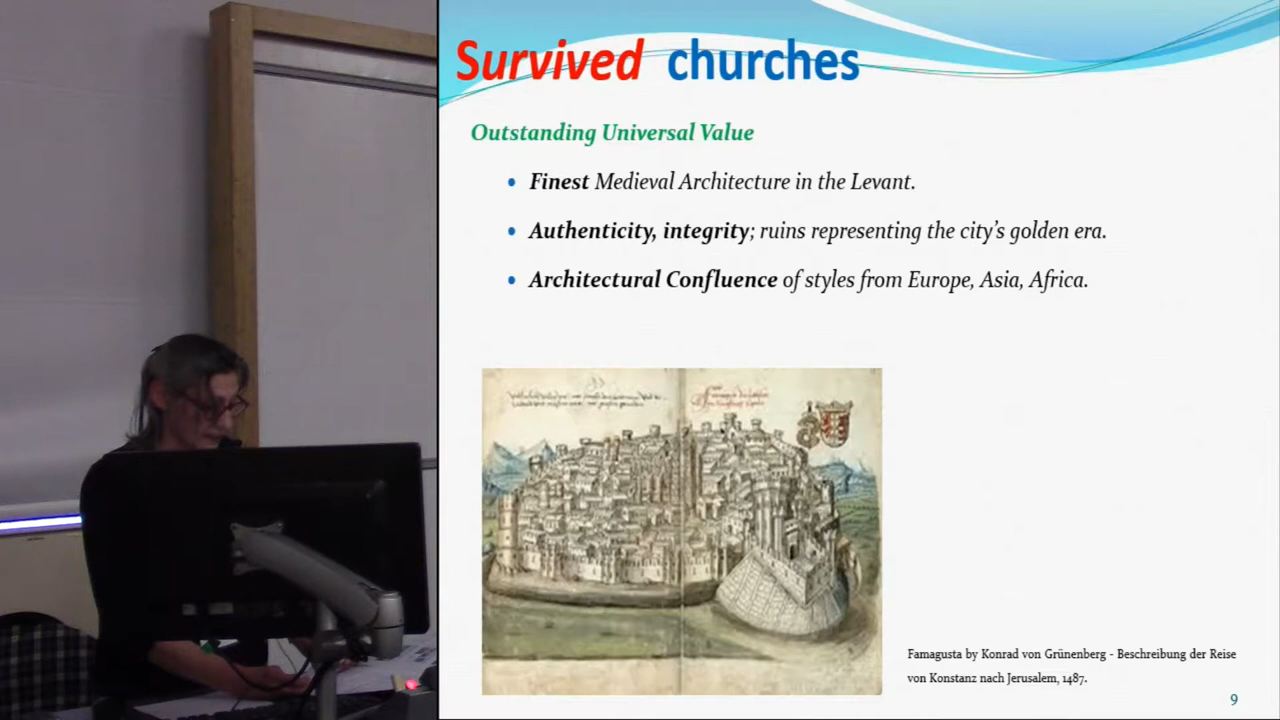 Survived churches
Outstanding Universal Value
• Finest Medieval Architecture in the Levant.
• Authenticity, integrity; ruins representing the city's golden era.
• Architectural Confluence of styles from Europe, Asia, Africa.
Famagusta by Konrad von Grünenberg - Beschreibung der Reise
von Konstanz nach Jerusalem, 1487.
9